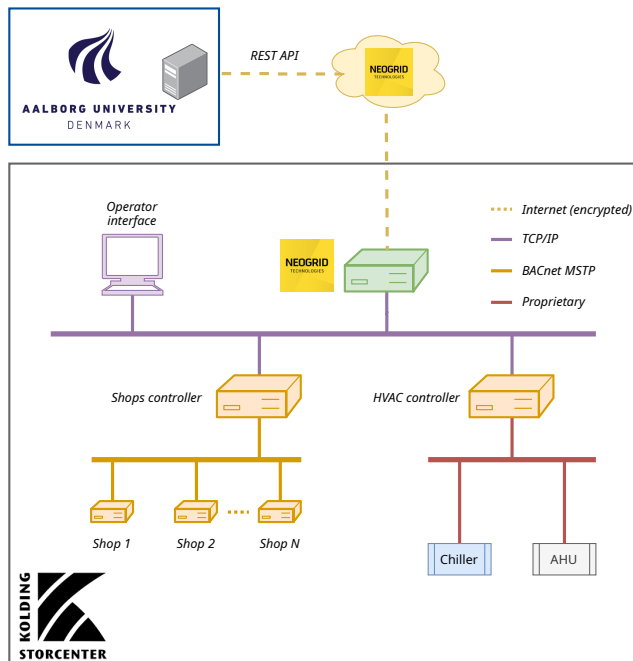 REST API
NEOGRID
TECHNOLOGIES
AALBORG UNIVERSITY
DENMARK
Operator
interface
Internet (encrypted)
TCP/IP
NEOGRID
TECHNOLOGIES
BACnet MSTP
Proprietary
Shops controller
HVAC controller
Shop 1
Shop 2
Shop N
Chiller
AHU
KOLDING
STORCENTER